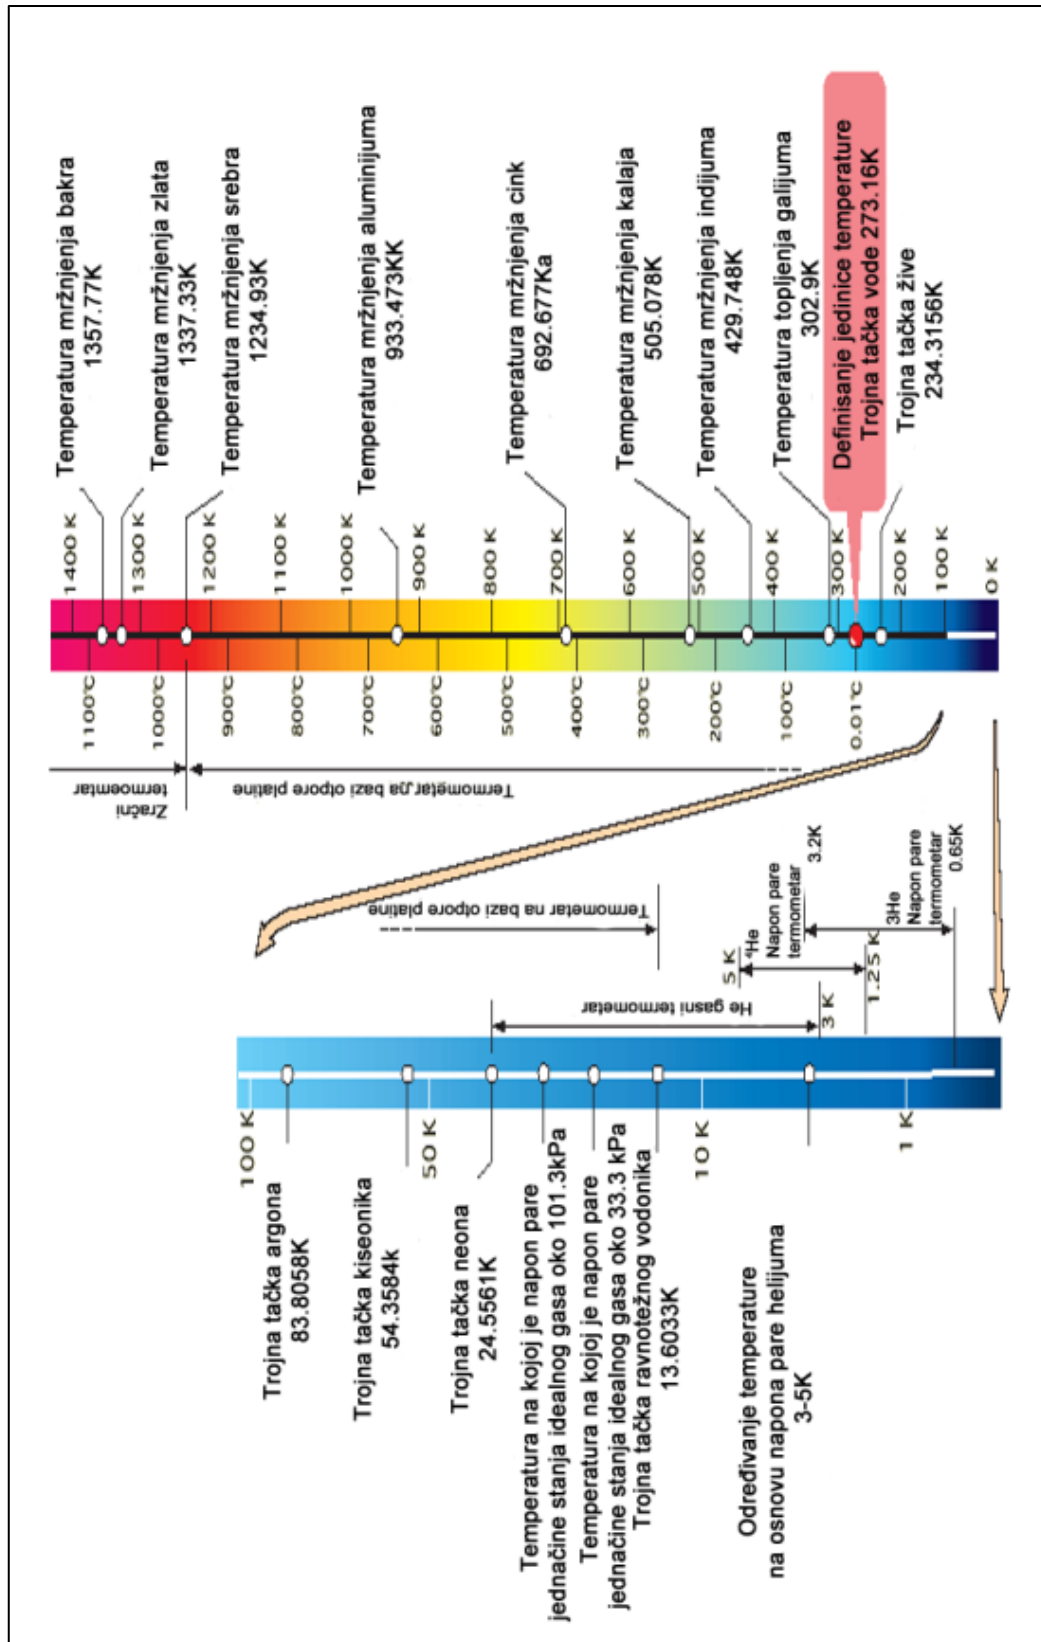 Temperatura mržnjenja bakra
1357.77K
Temperatura mržnjenja zlata
1337.33K
Temperatura mržnjenja srebra
1234.93K
Temperatura mržnjenja aluminijuma
933.473KK
Temperatura mržnjenja cink
692.677Ka
Temperatura mržnjenja kalaja
505.078K
Temperatura mržnjenja indijuma
429.748K
Temperatura topljenja galijuma
302.9K
Definisanje jedinice temperature
Trojna tačka vode 273.16K
Trojna tačka žive
234.3156K
1400 K
1300 K
1200 K
1100 K
1000 K
900 K
800 K
700 K
600 K
500 K
400 K
300 K
200 K
100 K
0 K
1100℃
1000℃
900℃
800℃
700℃
600℃
500℃
400℃
300℃
200℃
100℃
0.01℃
Zračni
termoemtar
Termometar na bazi otpore platine
Termometar na bazi otpore platine
He gasni termometar
5 K
⁴He
Napon pare
termometar
3.2K
3 K
1.25 K
3He
Napon pare
termometar
0.65K
100 K
50 K
10 K
1 K
Trojna tačka argona
83.8058K
Trojna tačka kiseonika
54.3584k
Trojna tačka neona
24.5561K
Temperatura na kojoj je napon pare
jednačine stanja idealnog gasa oko 101.3kPa
Temperatura na kojoj je napon pare
jednačine stanja idealnog gasa oko 33.3 kPa
Trojna tačka ravnotežnog vodonika
13.6033K
Određivanje temperature
na osnovu napona pare helijuma
3-5K